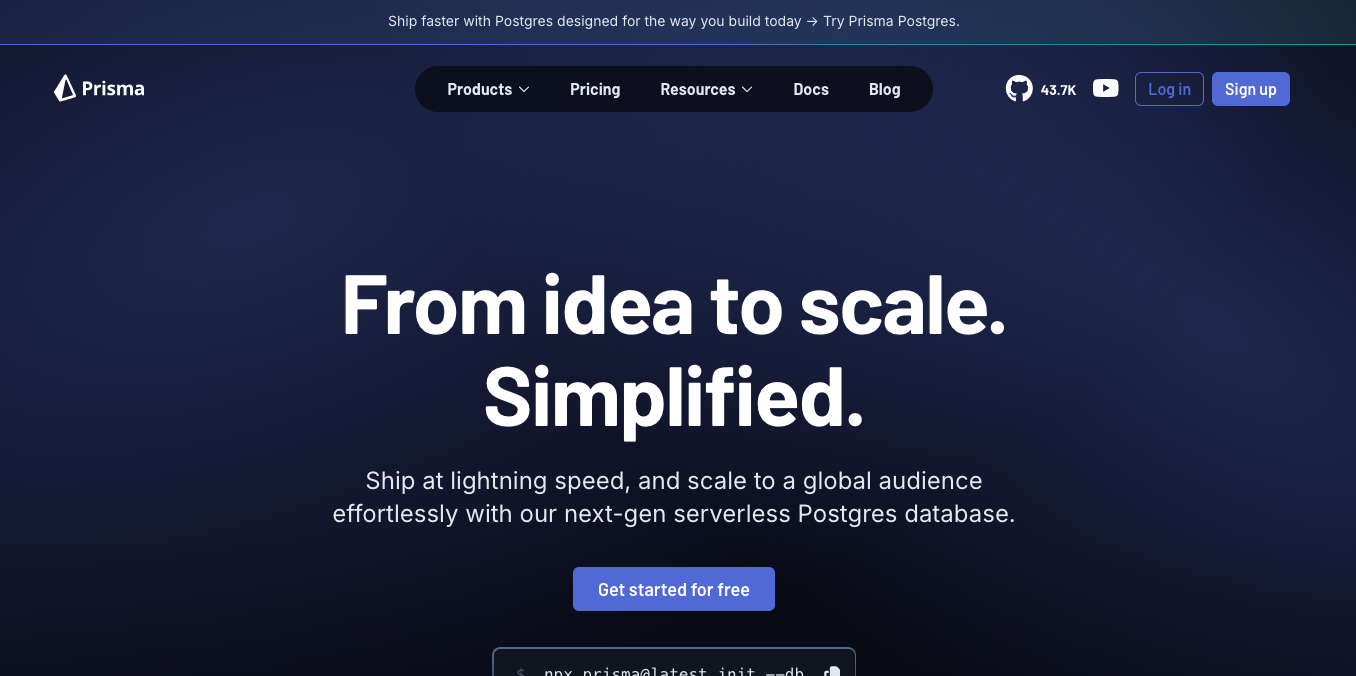 Ship faster with Postgres designed for the way you build today → Try Prisma Postgres.
Prisma
Products
Pricing
Resources
Docs
Blog
43.7K
Log in
Sign up
From idea to scale.
Simplified.
Ship at lightning speed, and scale to a global audience
effortlessly with our next-gen serverless Postgres database.
Get started for free
$ npx prisma@latest init --db